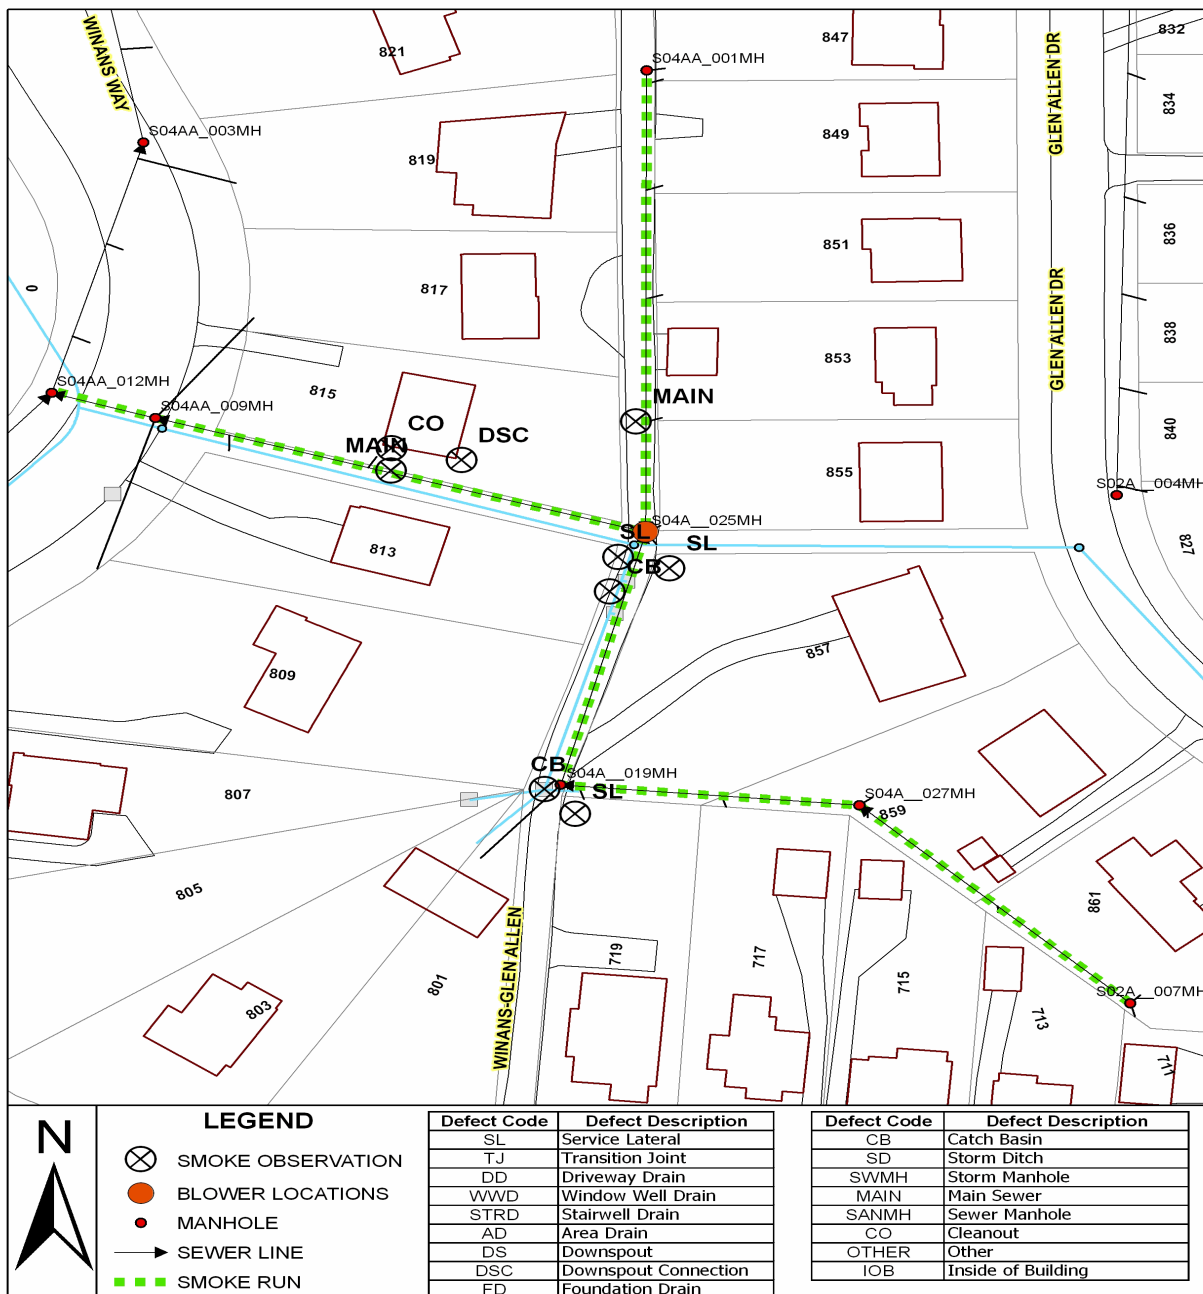 WINANS WAY
821
S04AA_001MH
847
GLEN ALLEN DR
832
834
S04AA_003MH
819
849
836
851
0
817
GLEN ALLEN DR
838
853
S04AA_012MH
815
S04AA_009MH
MAIN
CO
DSC
MAIN
840
855
S02A__004MH
S04A__025MH
813
SL
SL
827
CB
857
809
CB
S04A__019MH
SL
807
S04A__027MH
859
805
861
WINANS-GLEN ALLEN
719
717
715
801
803
713
S02A__007MH
711
N
LEGEND
SMOKE OBSERVATION
BLOWER LOCATIONS
MANHOLE
SEWER LINE
SMOKE RUN
Defect Code Defect Description
SL Service Lateral
TJ Transition Joint
DD Driveway Drain
WWD Window Well Drain
STRD Stairwell Drain
AD Area Drain
DS Downspout
DSC Downspout Connection
FD Foundation Drain
Defect Code Defect Description
CB Catch Basin
SD Storm Ditch
SWMH Storm Manhole
MAIN Main Sewer
SANMH Sewer Manhole
CO Cleanout
OTHER Other
IOB Inside of Building